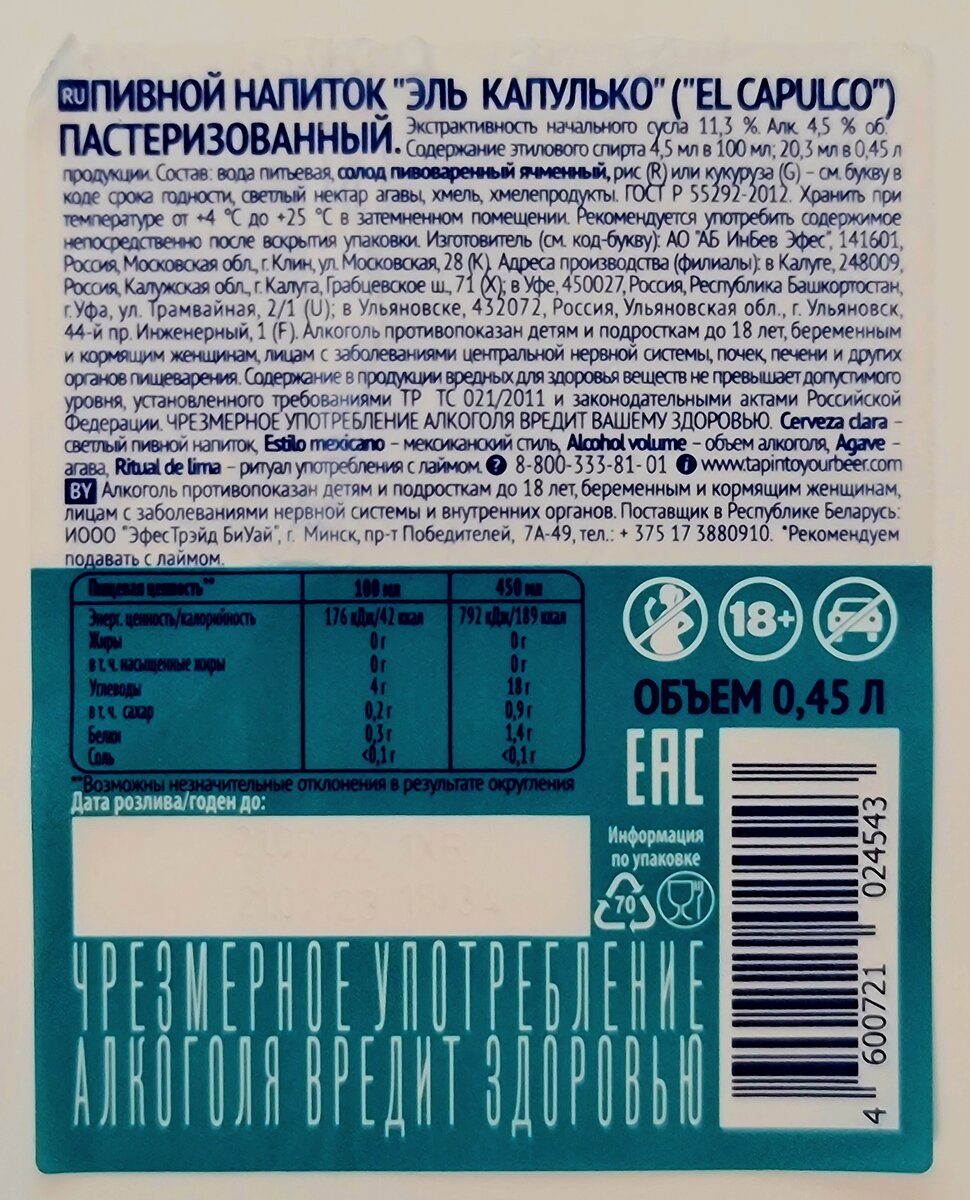 RU ПИВНОЙ НАПИТОК "ЭЛЬ КАПУЛЬКО" ("EL CAPULCO")
ПАСТЕРИЗОВАННЫЙ. Экстрактивность начального сусла 11,3 %. Алк. 4,5 % об.
Содержание этилового спирта 4,5 мл в 100 мл; 20,3 мл в 0,45 л
продукции. Состав: вода питьевая, солод пивоваренный ячменный, рис (R) или кукуруза (G) – см. букву в
коде срока годности, светлый нектар агавы, хмель, хмелепродукты. ГОСТ Р 55292-2012. Хранить при
температуре от +4 °С до +25 °С в затемненном помещении. Рекомендуется употребить содержимое
непосредственно после вскрытия упаковки. Изготовитель (см. код-букву): АО "АБ ИнБев Эфес", 141601,
Россия, Московская обл., г. Клин, ул. Московская, 28 (K). Адреса производства (филиалы): в Калуге, 248009,
Россия, Калужская обл., г. Калуга, Грабцевское ш., 71 (X); в Уфе, 450027, Россия, Республика Башкортостан,
г. Уфа, ул. Трамвайная, 2/1 (U); в Ульяновске, 432072, Россия, Ульяновская обл., г. Ульяновск,
44-й пр. Инженерный, 1 (F). Алкоголь противопоказан детям и подросткам до 18 лет, беременным
и кормящим женщинам, лицам с заболеваниями центральной нервной системы, почек, печени и других
органов пищеварения. Содержание в продукции вредных для здоровья веществ не превышает допустимого
уровня, установленного требованиями ТР ТС 021/2011 и законодательными актами Российской
Федерации. ЧРЕЗМЕРНОЕ УПОТРЕБЛЕНИЕ АЛКОГОЛЯ ВРЕДИТ ВАШЕМУ ЗДОРОВЬЮ. Cerveza clara –
светлый пивной напиток, Estilo mexicano – мексиканский стиль, Alcohol volume – объем алкоголя, Agave –
агава, Ritual de lima – ритуал употребления с лаймом. ? 8-800-333-81-01 i www.tapintoyourbeer.com
BY Алкоголь противопоказан детям и подросткам до 18 лет, беременным и кормящим женщинам,
лицам с заболеваниями нервной системы и внутренних органов. Поставщик в Республике Беларусь:
ИООО "ЭфесТрэйд БиУай", г. Минск, пр-т Победителей, 7А-49, тел.: + 375 17 3880910. *Рекомендуем
подавать с лаймом.
Пищевая ценность** 100 мл 450 мл
Энерг. ценность/калорийность 176 кДж/42 ккал 792 кДж/189 ккал
Жиры 0 г 0 г
в т.ч. насыщенные жиры 0 г 0 г
Углеводы 4 г 18 г
в т.ч. сахар 0,2 г 0,9 г
Белки 0,3 г 1,4 г
Соль <0,1 г <0,1 г
**Возможны незначительные отклонения в результате округления
18+
ОБЪЕМ 0,45 Л
EAC
Дата розлива/годен до:
Информация
по упаковке
70
ЧРЕЗМЕРНОЕ УПОТРЕБЛЕНИЕ
АЛКОГОЛЯ ВРЕДИТ ЗДОРОВЬЮ
4 600721 024543